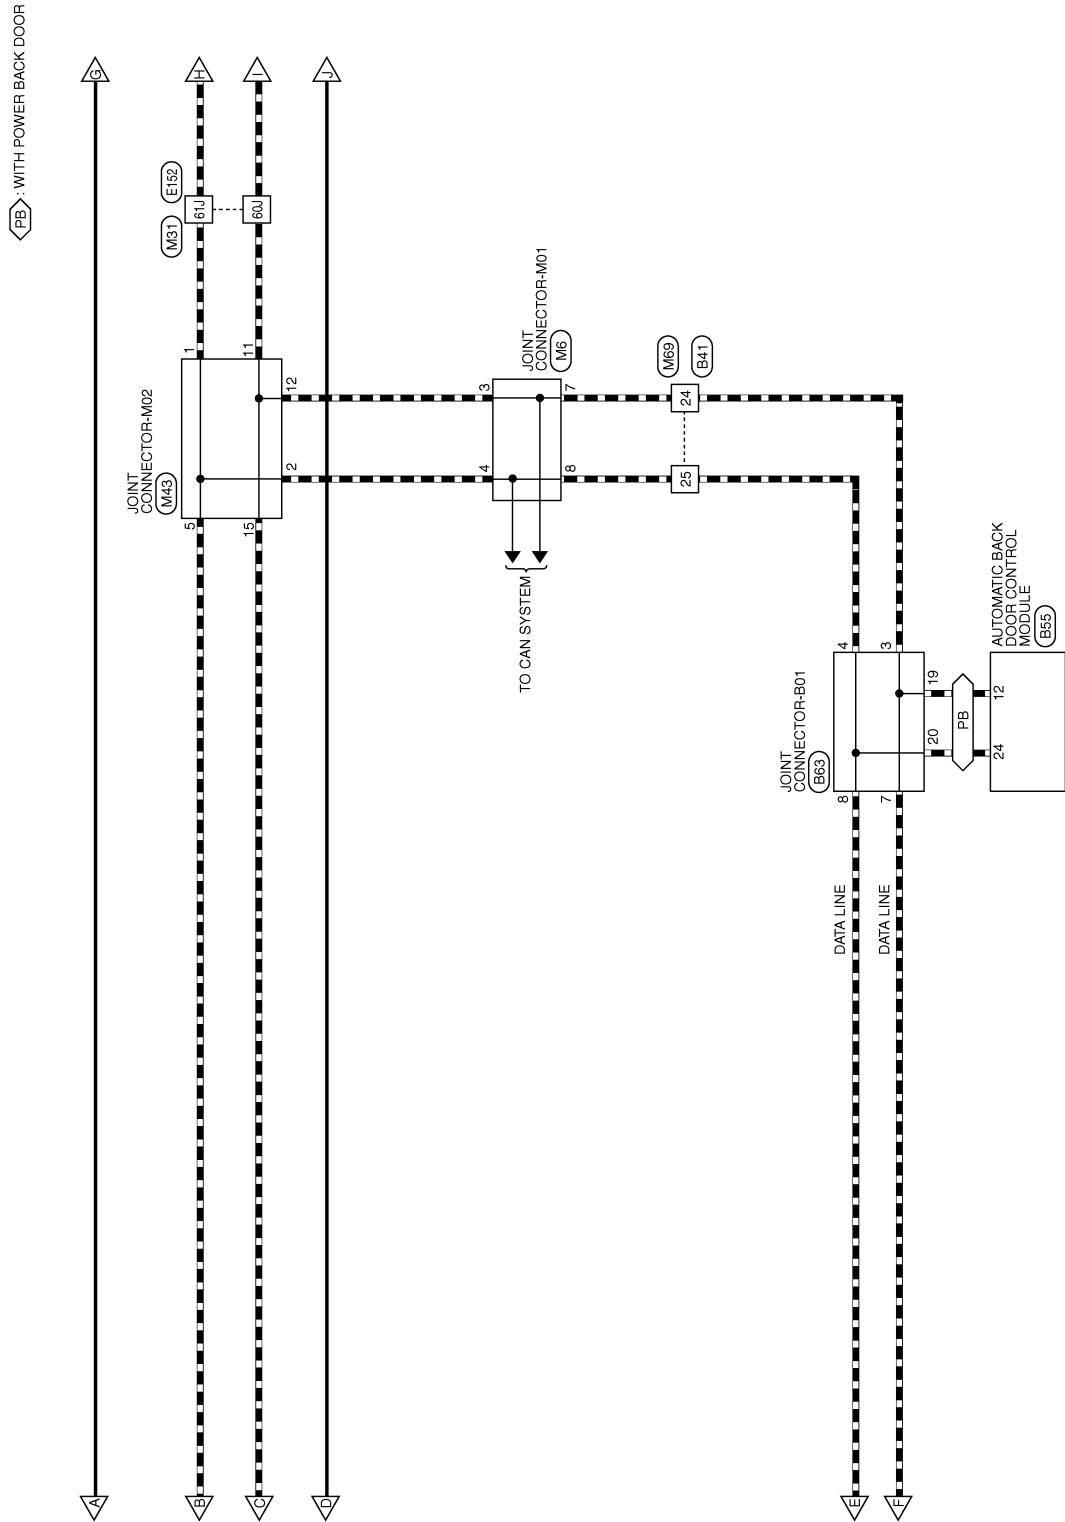 PB : WITH POWER BACK DOOR
G
H
I
J
M31
E152
61J
60J
JOINT
CONNECTOR-M02
M43
1
11
12
2
5
15
JOINT
CONNECTOR-M01
M6
3
4
7
8
TO CAN SYSTEM
M69
B41
24
25
JOINT
CONNECTOR-B01
B63
4
3
19
20
8
7
PB
AUTOMATIC BACK
DOOR CONTROL
MODULE
B55
12
24
DATA LINE
DATA LINE
A
B
C
D
E
F